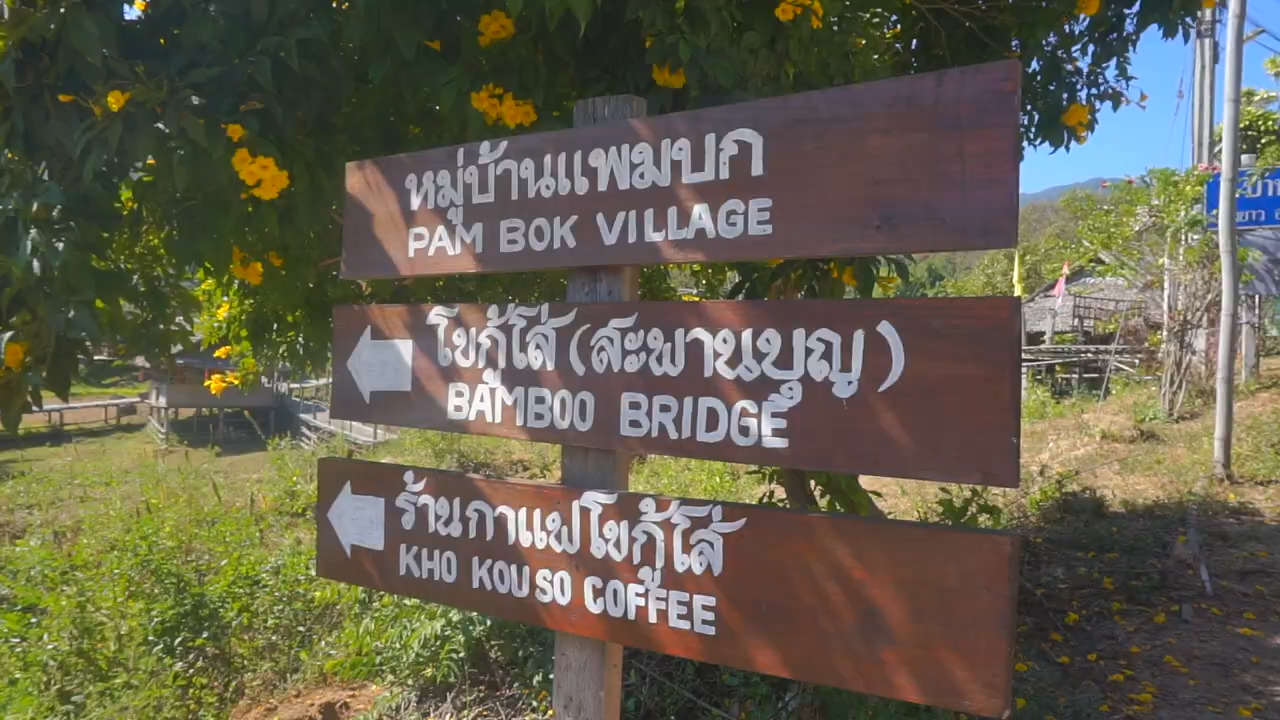 หมู่บ้านแพมบก
PAM BOK VILLAGE
โขกู้โส่ (สะพานบุญ)
BAMBOO BRIDGE
ร้านกาแฟโขกู้โส่
KHO KOU SO COFFEE